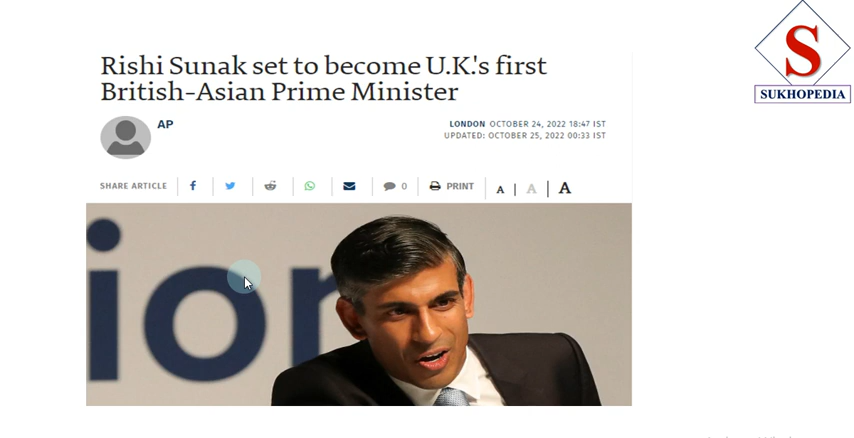 Rishi Sunak set to become U.K.'s first
British-Asian Prime Minister
AP
LONDON OCTOBER 24, 2022 18:47 IST
UPDATED: OCTOBER 25, 2022 00:33 IST
SHARE ARTICLE f 0 PRINT A A A
ion
S
SUKHOPEDIA